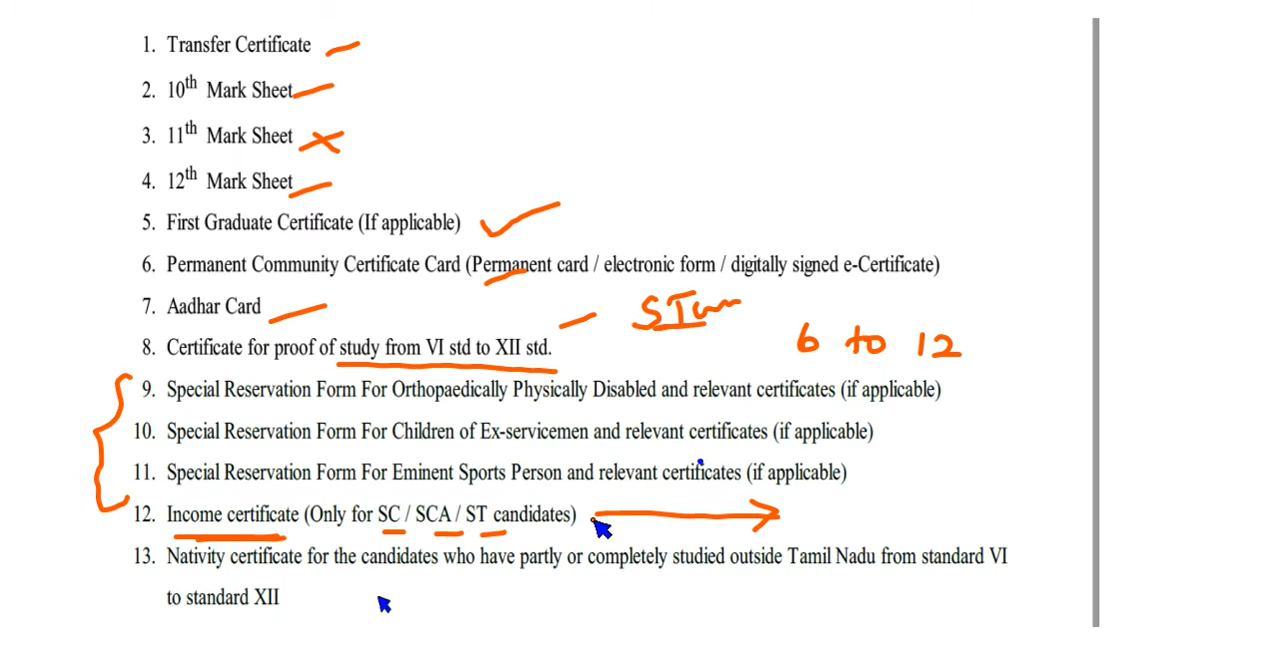 1. Transfer Certificate
2. 10th Mark Sheet
3. 11th Mark Sheet
4. 12th Mark Sheet
5. First Graduate Certificate (If applicable)
6. Permanent Community Certificate Card (Permanent card / electronic form / digitally signed e-Certificate)
7. Aadhar Card
8. Certificate for proof of study from VI std to XII std.
6 to 12
9. Special Reservation Form For Orthopaedically Physically Disabled and relevant certificates (if applicable)
10. Special Reservation Form For Children of Ex-servicemen and relevant certificates (if applicable)
11. Special Reservation Form For Eminent Sports Person and relevant certificates (if applicable)
12. Income certificate (Only for SC / SCA / ST candidates)
13. Nativity certificate for the candidates who have partly or completely studied outside Tamil Nadu from standard VI
to standard XII